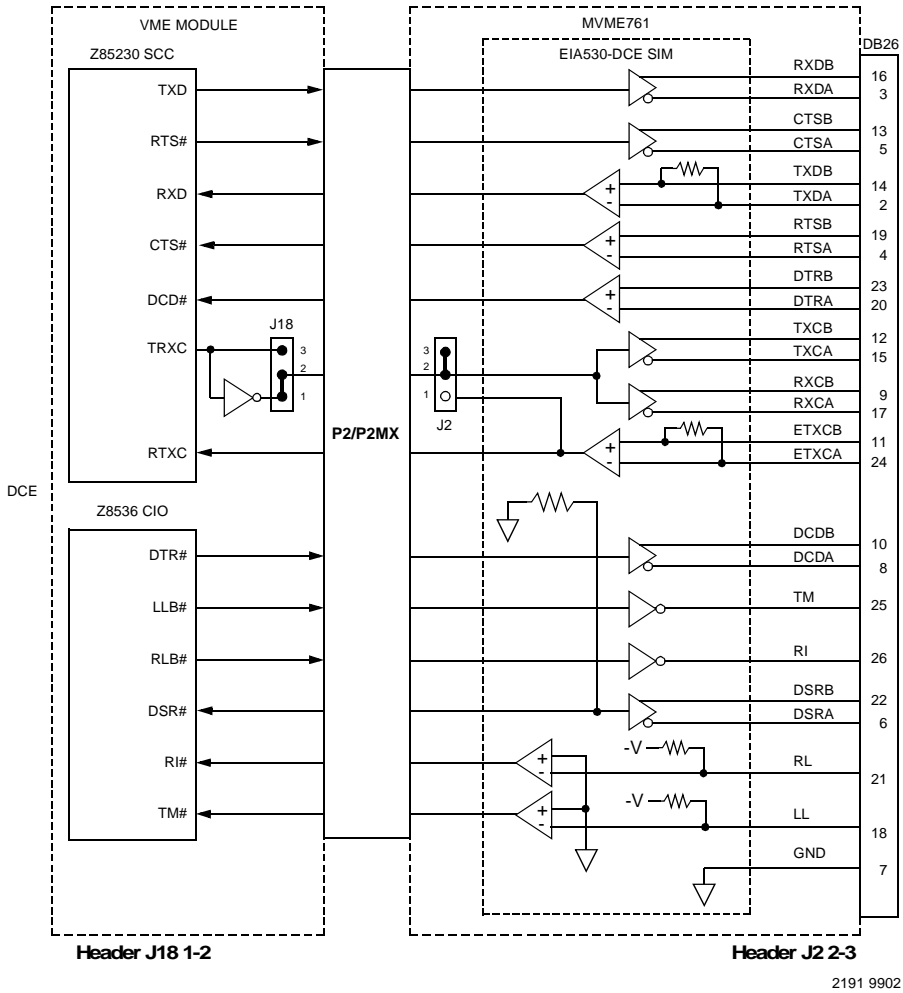 VME MODULE
MVME761
Z85230 SCC
EIA530-DCE SIM
DB26
TXD
RXDB
16
RXDA
3
RTS#
CTSB
13
CTSA
5
RXD
TXDB
14
TXDA
2
+
-
CTS#
RTSB
19
RTSA
4
+
-
DCD#
DTRB
23
DTRA
20
+
-
TRXC
J18
3
2
1
3
2
1
J2
TXCB
12
TXCA
15
RXCB
9
RXCA
17
P2/P2MX
RTXC
ETXCB
11
ETXCA
24
+
-
DCE
Z8536 CIO
DTR#
DCDB
10
DCDA
8
LLB#
TM
25
RLB#
RI
26
DSR#
DSRB
22
DSRA
6
RI#
+
-
-V
RL
21
TM#
+
-
-V
LL
18
GND
7
Header J18 1-2
Header J2 2-3
2191 9902